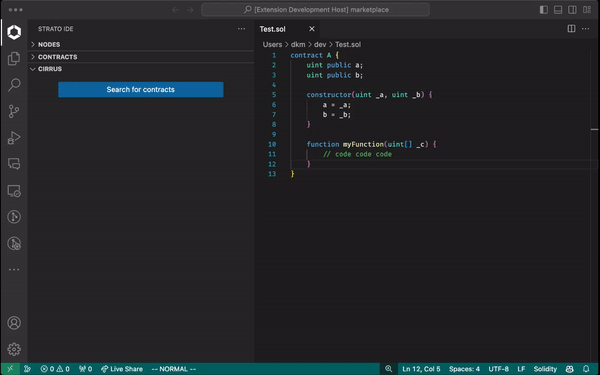 [Extension Development Host] marketplace
STRATO IDE
NODES
CONTRACTS
CIRRUS
Search for contracts
Test.sol
Users > dkm > dev > Test.sol
1 contract A {
2 uint public a;
3 uint public b;
4
5 constructor(uint _a, uint _b) {
6 a = _a;
7 b = _b;
8 }
9
10 function myFunction(uint[] _c) {
11 // code code code
12 }
13 }
0 0 0 Live Share -- NORMAL -- Ln 12, Col 5 Spaces: 4 UTF-8 LF Solidity